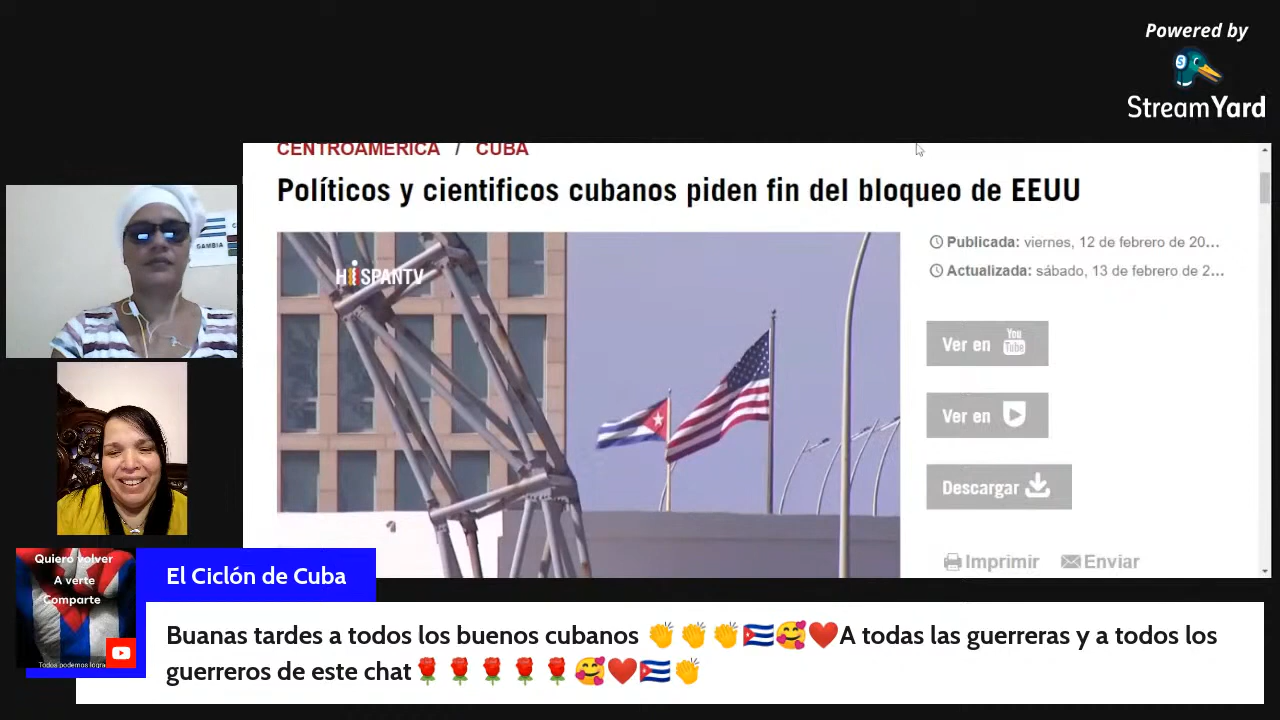 Powered by
StreamYard
CENTROAMÉRICA / CUBA
Políticos y cientificos cubanos piden fin del bloqueo de EEUU
HISPANTV
Publicada: viernes, 12 de febrero de 20...
Actualizada: sábado, 13 de febrero de 2...
Ver en You Tube
Ver en
Descargar
Imprimir Enviar
GAMBIA
Quiero volver
A verte
Comparte
El Ciclón de Cuba
Buanas tardes a todos los buenos cubanos 👏👏👏🇨🇺🥰❤️A todas las guerreras y a todos los
guerreros de este chat🌹🌹🌹🌹🌹🥰❤️🇨🇺👏